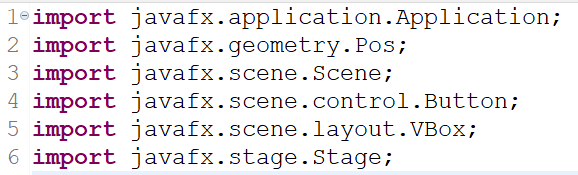 1 import javafx.application.Application;
2 import javafx.geometry.Pos;
3 import javafx.scene.Scene;
4 import javafx.scene.control.Button;
5 import javafx.scene.layout.VBox;
6 import javafx.stage.Stage;